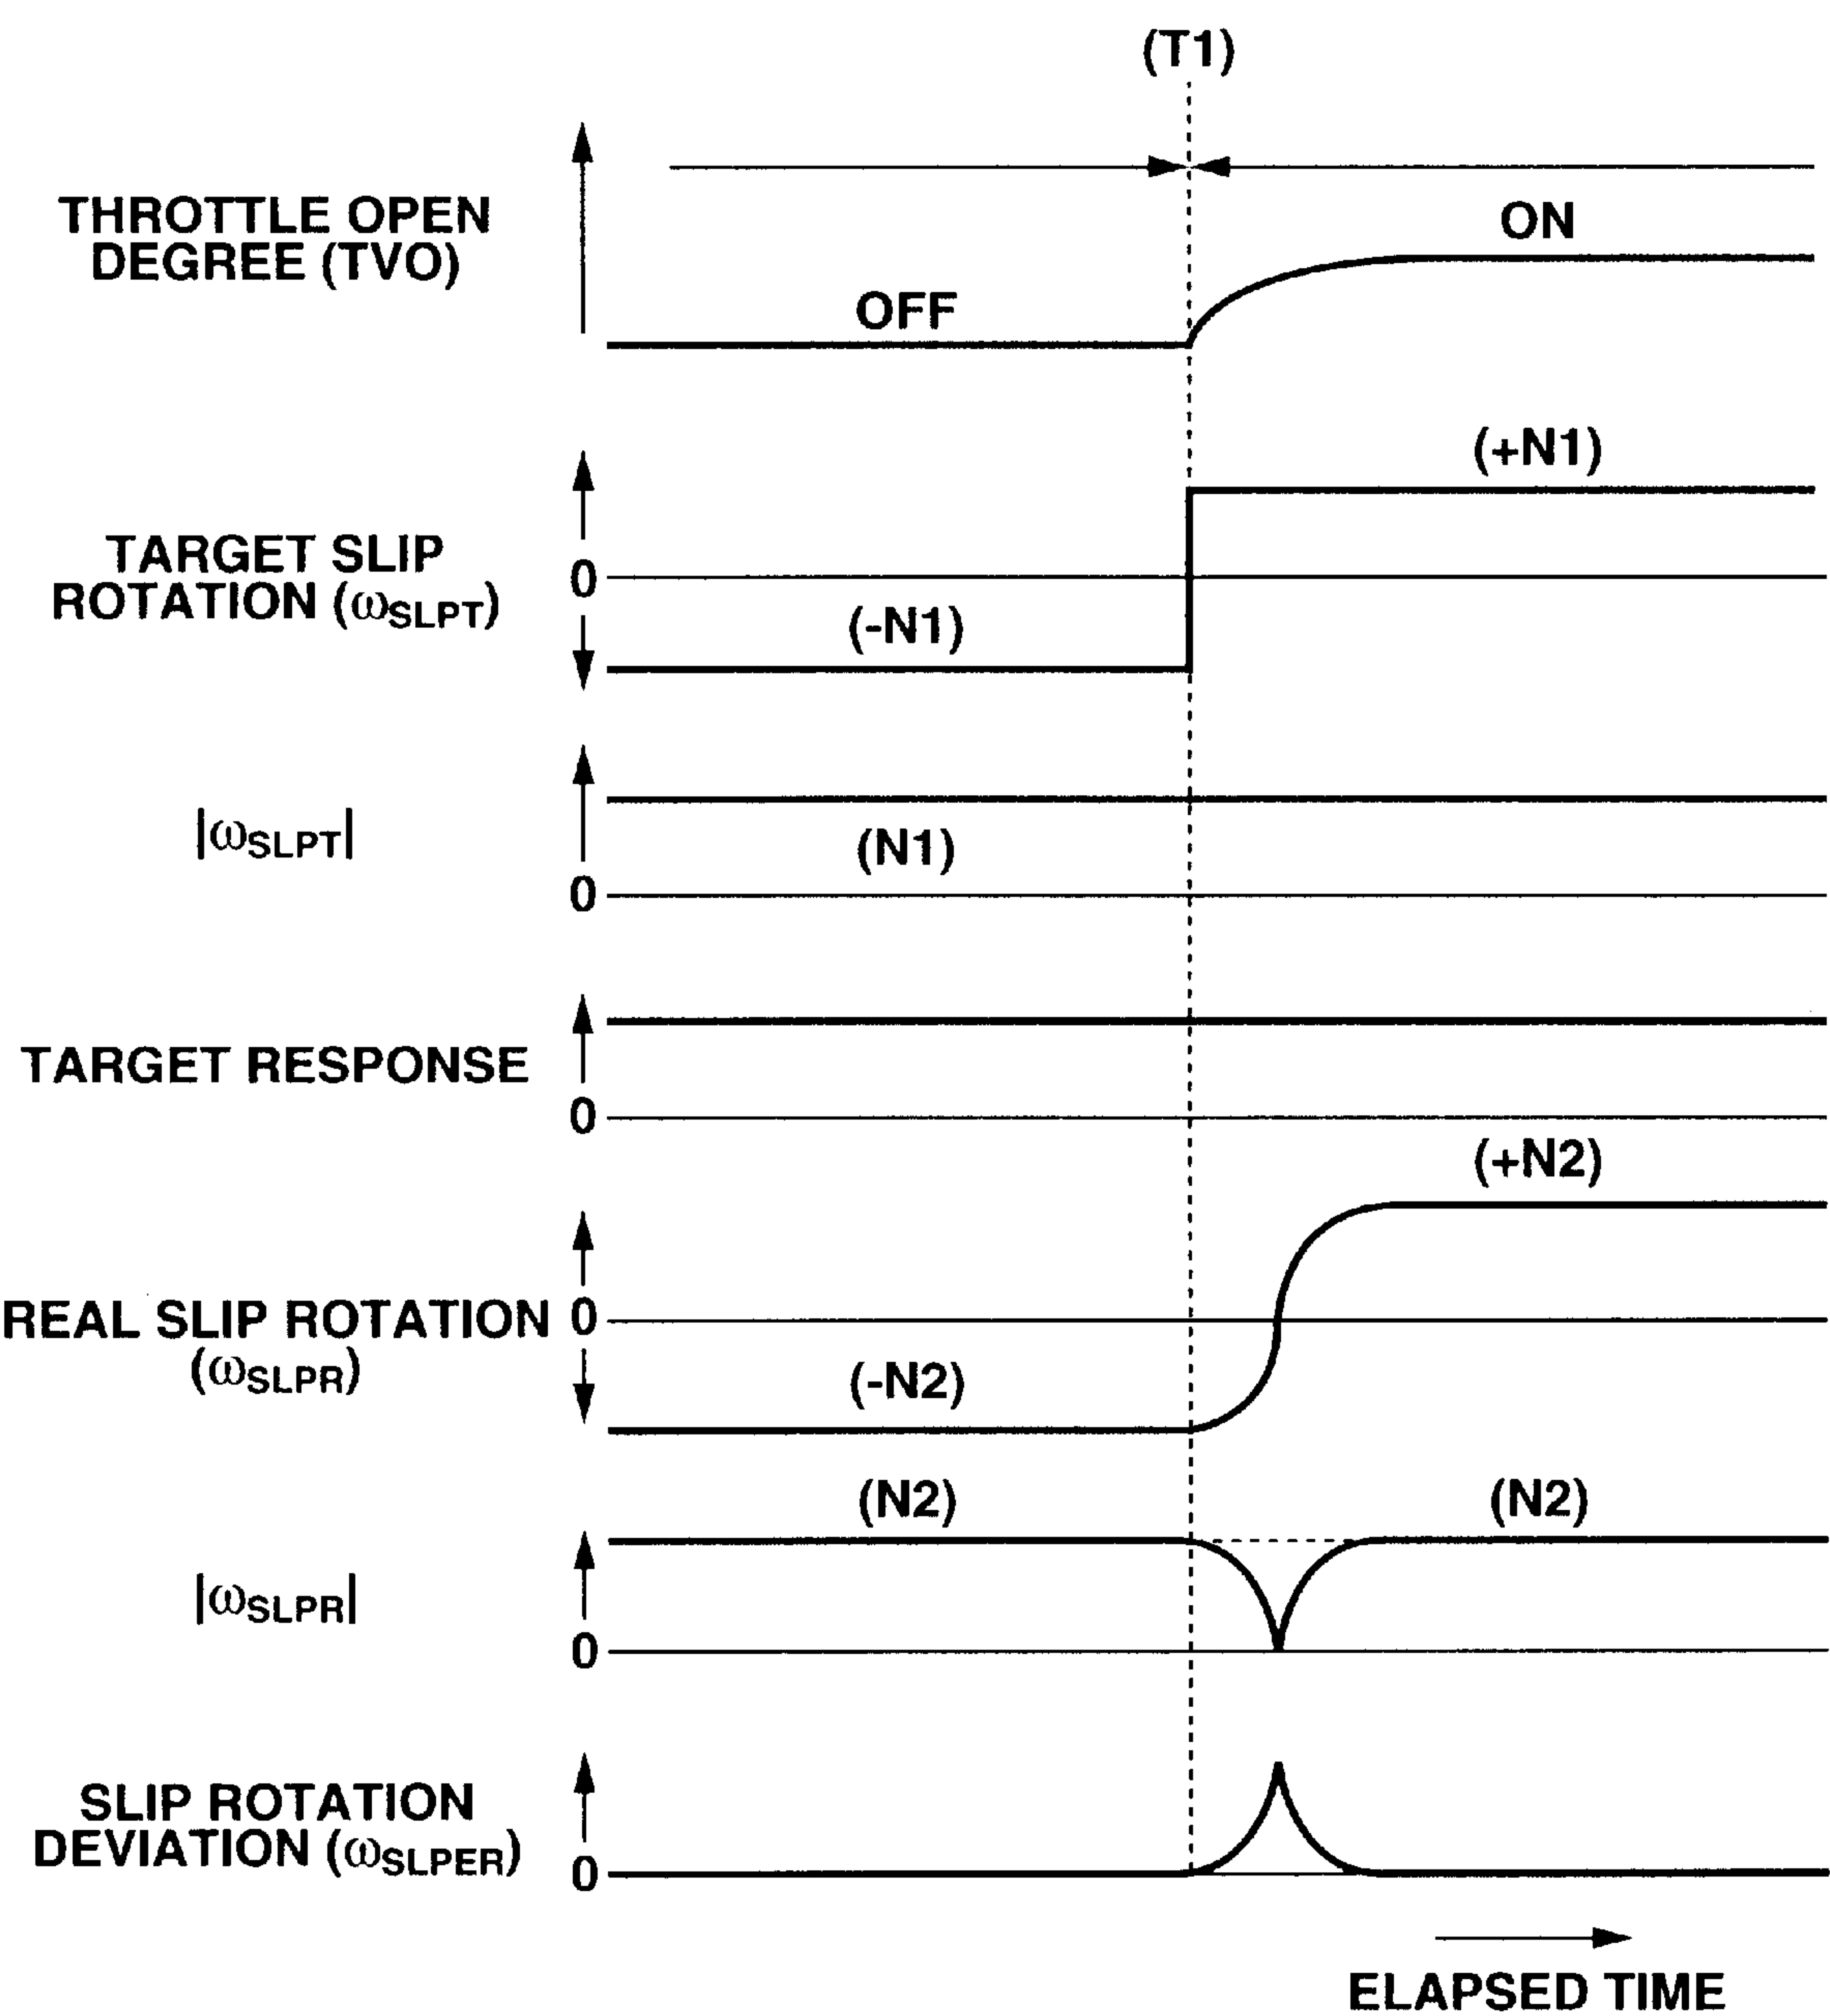 (T1)
THROTTLE OPEN
DEGREE (TVO)
OFF
ON
TARGET SLIP
ROTATION (ωSLPT)
0
(-N1)
(+N1)
|ωSLPT|
(N1)
0
TARGET RESPONSE
0
REAL SLIP ROTATION
(ωSLPR)
0
(-N2)
(+N2)
|ωSLPR|
(N2)
(N2)
0
SLIP ROTATION
DEVIATION (ωSLPER)
0
ELAPSED TIME